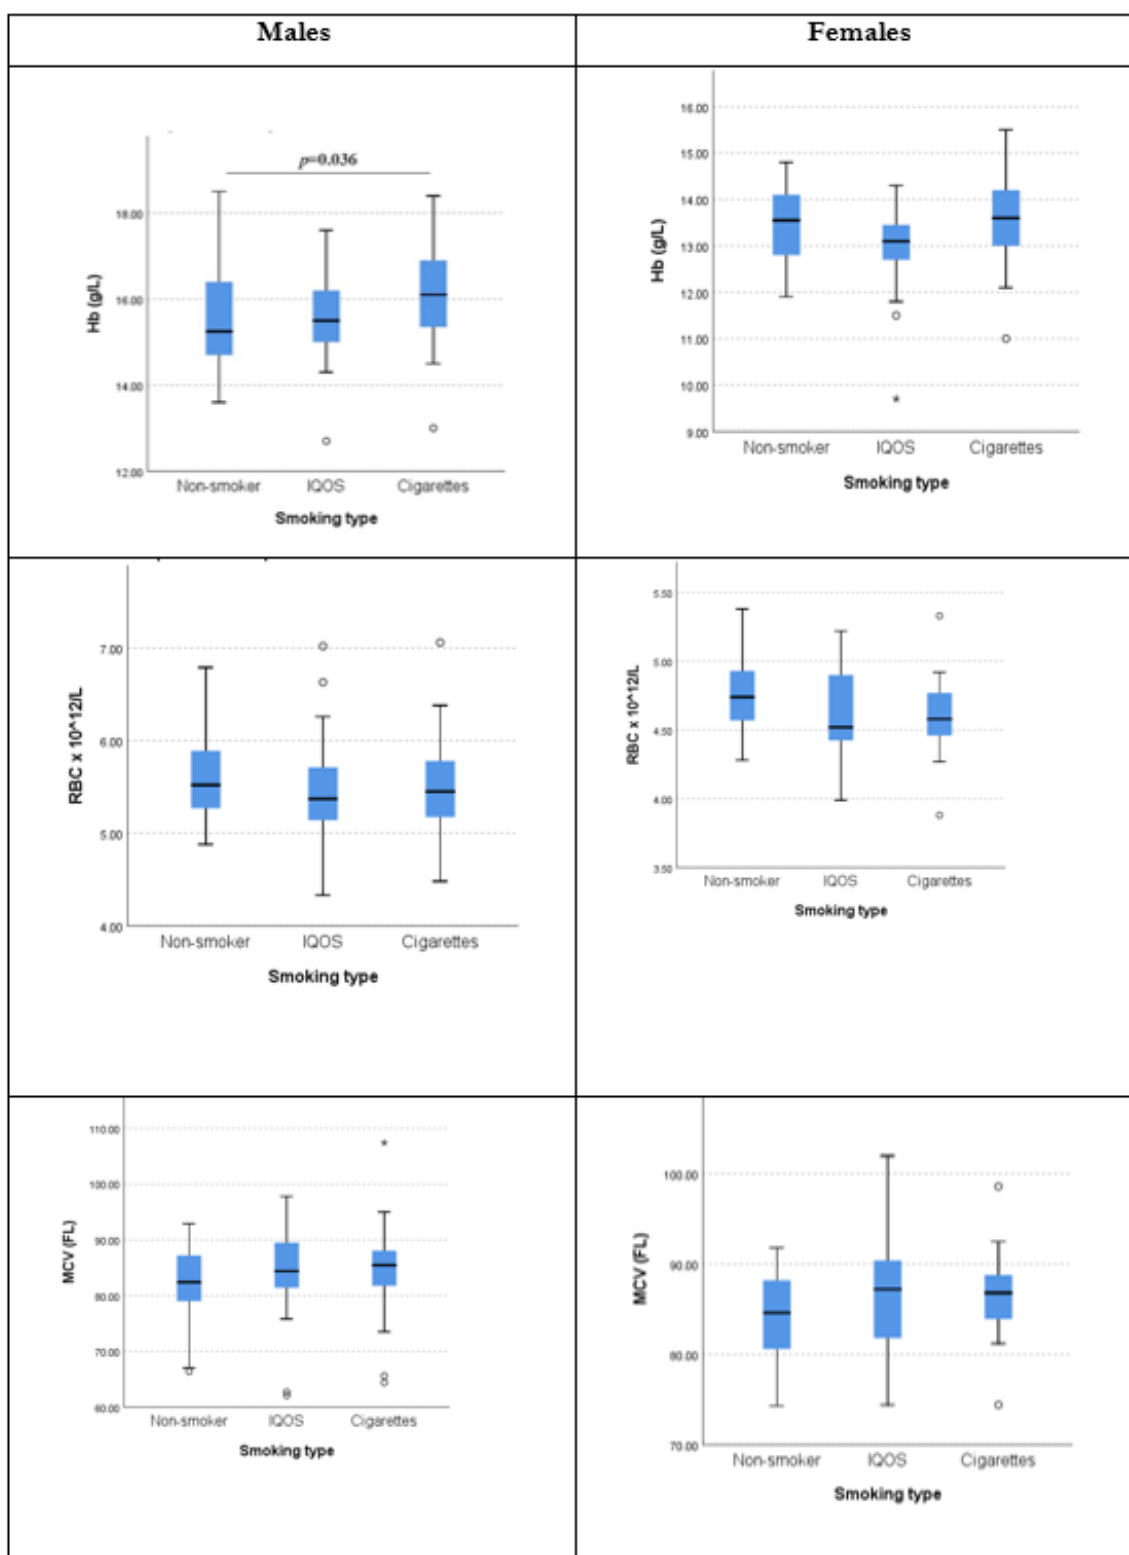 Males
Females
p=0.036
18.00
16.00
14.00
12.00
Hb (g/L)
Non-smoker IQOS Cigarettes
Smoking type
16.00
15.00
14.00
13.00
12.00
11.00
10.00
9.00
Hb (g/L)
*
Non-smoker IQOS Cigarettes
Smoking type
7.00
6.00
5.00
4.00
RBC x 10^12/L
Non-smoker IQOS Cigarettes
Smoking type
5.50
5.00
4.50
4.00
3.50
RBC x 10^12/L
Non-smoker IQOS Cigarettes
Smoking type
110.00
100.00
90.00
80.00
70.00
60.00
MCV (FL)
*
Non-smoker IQOS Cigarettes
Smoking type
100.00
90.00
80.00
70.00
MCV (FL)
Non-smoker IQOS Cigarettes
Smoking type